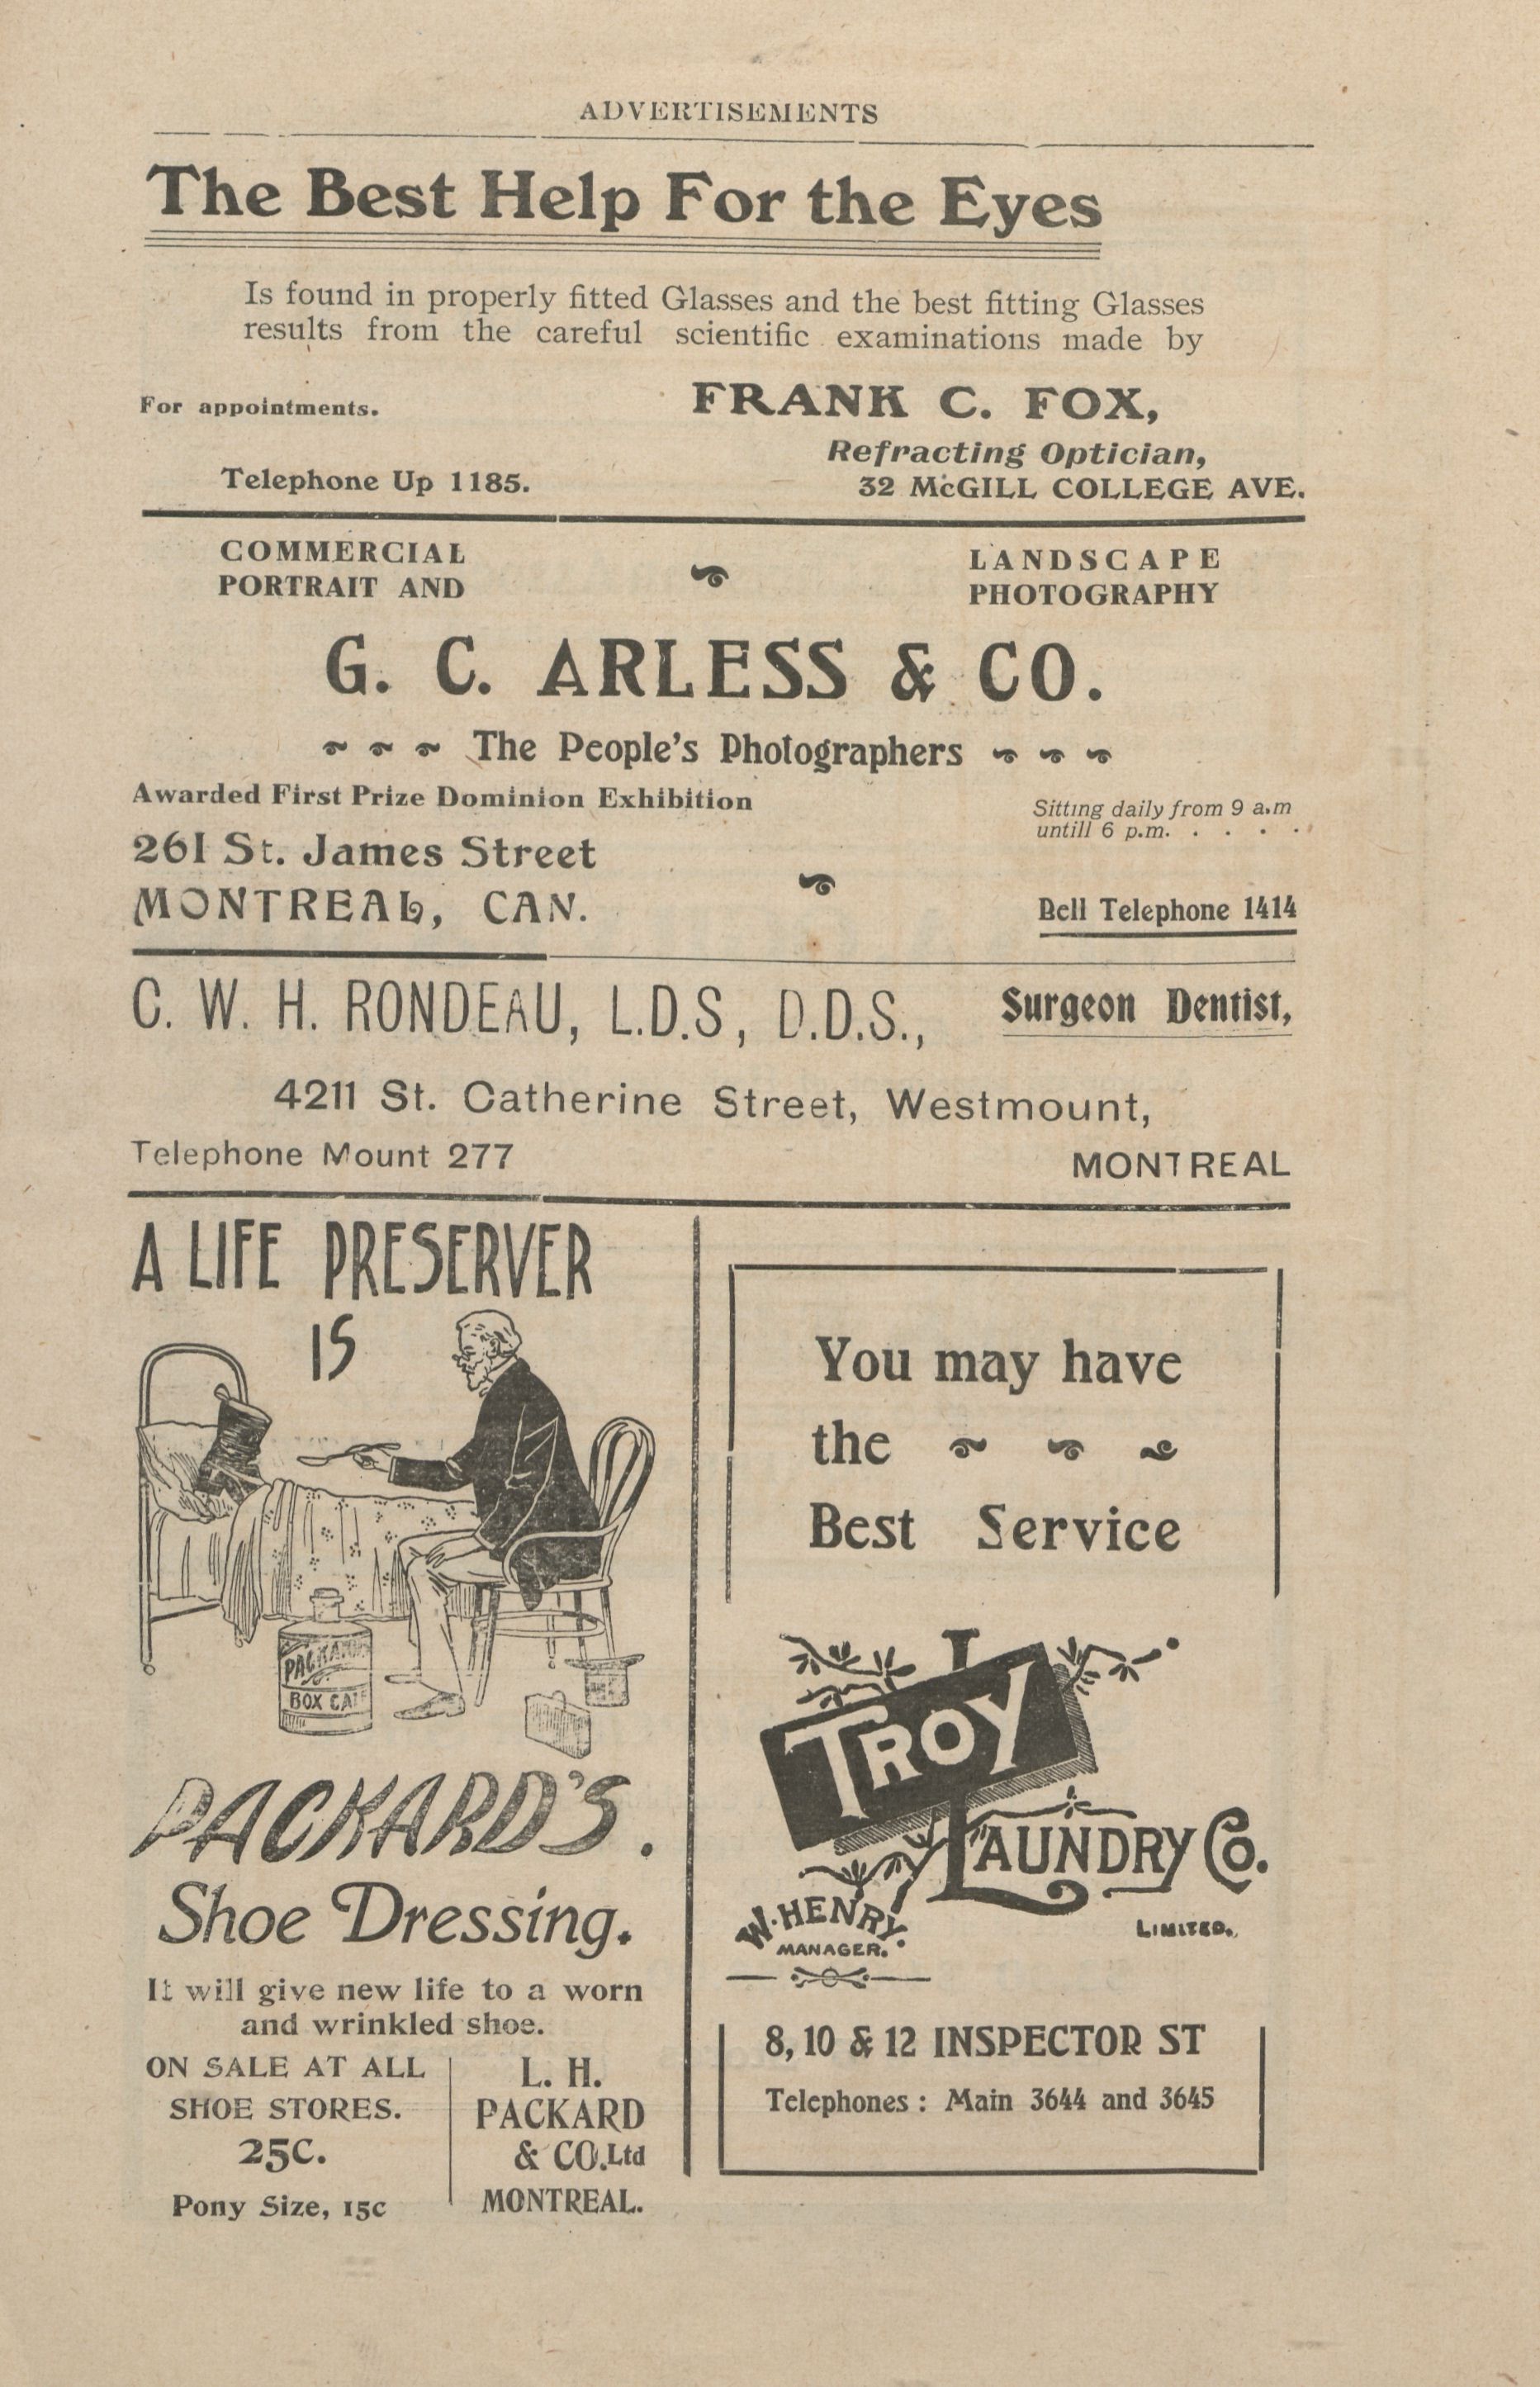 ADVERTISEMENTS
The Best Help For the Eyes
Is found in properly fitted Glasses and the best fitting Glasses
results from the careful scientific examinations made by
For appointments.
FRANK C. FOX,
Refracting Optician,
Telephone Up 1185.
32 McGILL COLLEGE AVE.
COMMERCIAL
PORTRAIT AND
LANDSCAPE
PHOTOGRAPHY
G. C. ARLESS & CO.
The People's Photographers
Awarded First Prize Dominion Exhibition
Sitting daily from 9 a.m
untill 6 p.m. . . . .
261 St. James Street
MONTREAL, CAN.
Bell Telephone 1414
C. W. H. RONDEAU, L.D.S, D.D.S.,
Surgeon Dentist,
4211 St. Catherine Street, Westmount,
Telephone Mount 277
MONTREAL
A LIFE PRESERVER
IS
PACKARD'S
BOX CALF
PACKARD'S.
Shoe Dressing.
It will give new life to a worn
and wrinkled shoe.
ON SALE AT ALL
SHOE STORES.
25C.
Pony Size, 15c
L. H.
PACKARD
& CO. Ltd
MONTREAL.
You may have
the
Best Service
TROY
LAUNDRY CO.
LIMITED.
W. HENRY.
MANAGER.
8, 10 & 12 INSPECTOR ST
Telephones : Main 3644 and 3645